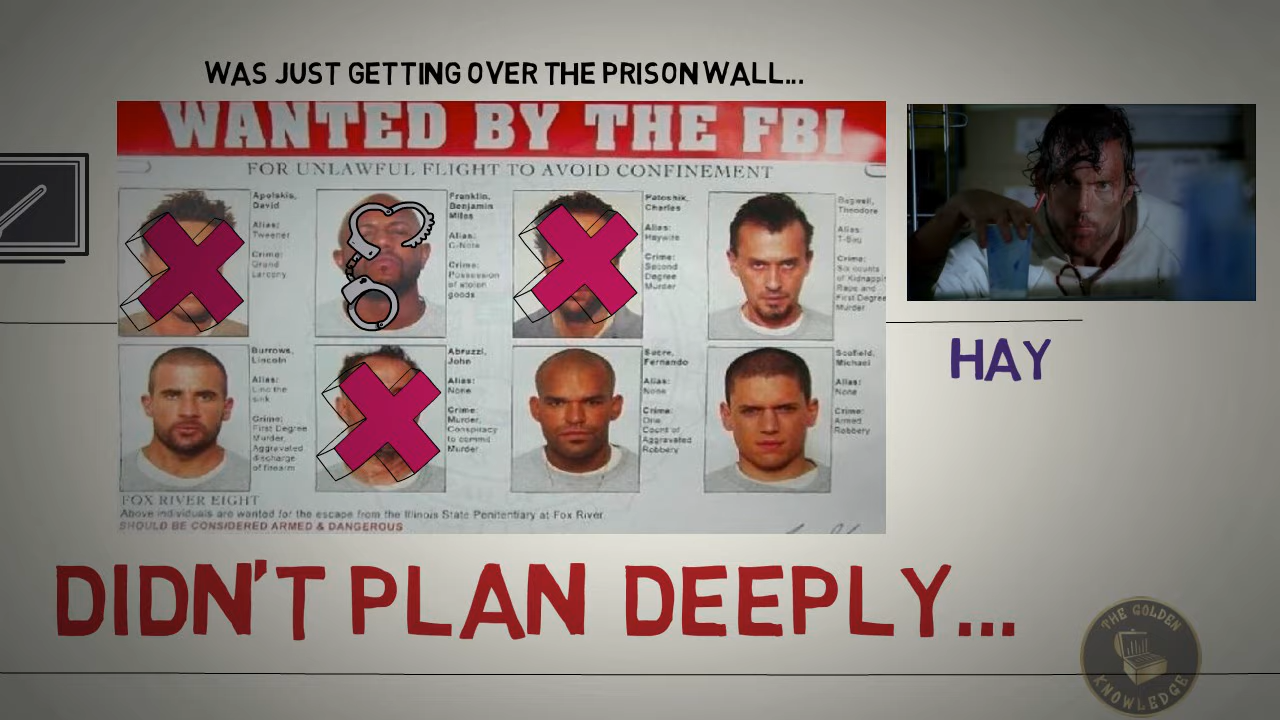 WAS JUST GETTING OVER THE PRISON WALL...
WANTED BY THE FBI
FOR UNLAWFUL FLIGHT TO AVOID CONFINEMENT
Apolskis,
David
Alias:
Tweener
Crime:
Grand
Larceny
Franklin,
Benjamin
Miles
Alias:
C-Note
Crime:
Possession
of stolen
goods
Patoshik,
Charles
Alias:
Haywire
Crime:
Second
Degree
Murder
Bagwell,
Theodore
Alias:
T-Bag
Crime:
Six counts
of Kidnappi
Rape and
First Degree
Murder
Burrows,
Lincoln
Alias:
Linc the
sink
Crime:
First Degree
Murder,
Aggravated
discharge
of firearm
Abruzzi,
John
Alias:
None
Crime:
Murder,
Conspiracy
to commit
Murder
Sucre,
Fernando
Alias:
None
Crime:
One
Count of
Aggravated
Robbery
Scofield,
Michael
Alias:
None
Crime:
Armed
Robbery
FOX RIVER EIGHT
Above individuals are wanted for the escape from the Illinois State Penitentiary at Fox River
SHOULD BE CONSIDERED ARMED & DANGEROUS
HAY
DIDN'T PLAN DEEPLY...
THE GOLDEN
KNOWLEDGE